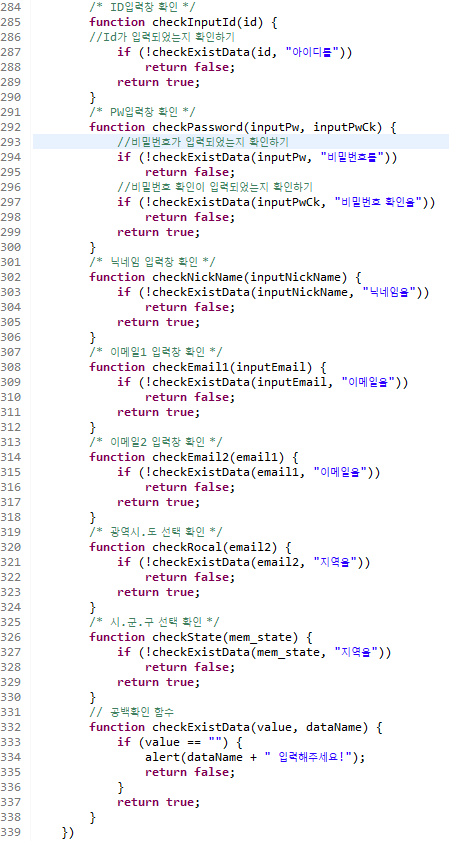 284 /* ID입력창 확인 */
285 function checkInputId(id) {
286 //Id가 입력되었는지 확인하기
287 if (!checkExistData(id, "아이디를"))
288 return false;
289 return true;
290 }
291 /* PW입력창 확인 */
292 function checkPassword(inputPw, inputPwCk) {
293 //비밀번호가 입력되었는지 확인하기
294 if (!checkExistData(inputPw, "비밀번호를"))
295 return false;
296 //비밀번호 확인이 입력되었는지 확인하기
297 if (!checkExistData(inputPwCk, "비밀번호 확인을"))
298 return false;
299 return true;
300 }
301 /* 닉네임 입력창 확인 */
302 function checkNickName(inputNickName) {
303 if (!checkExistData(inputNickName, "닉네임을"))
304 return false;
305 return true;
306 }
307 /* 이메일1 입력창 확인 */
308 function checkEmail1(inputEmail) {
309 if (!checkExistData(inputEmail, "이메일을"))
310 return false;
311 return true;
312 }
313 /* 이메일2 입력창 확인 */
314 function checkEmail2(email1) {
315 if (!checkExistData(email1, "이메일을"))
316 return false;
317 return true;
318 }
319 /* 광역시.도 선택 확인 */
320 function checkRocal(email2) {
321 if (!checkExistData(email2, "지역을"))
322 return false;
323 return true;
324 }
325 /* 시.군.구 선택 확인 */
326 function checkState(mem_state) {
327 if (!checkExistData(mem_state, "지역을"))
328 return false;
329 return true;
330 }
331 // 공백확인 함수
332 function checkExistData(value, dataName) {
333 if (value == "") {
334 alert(dataName + " 입력해주세요!");
335 return false;
336 }
337 return true;
338 }
339 })